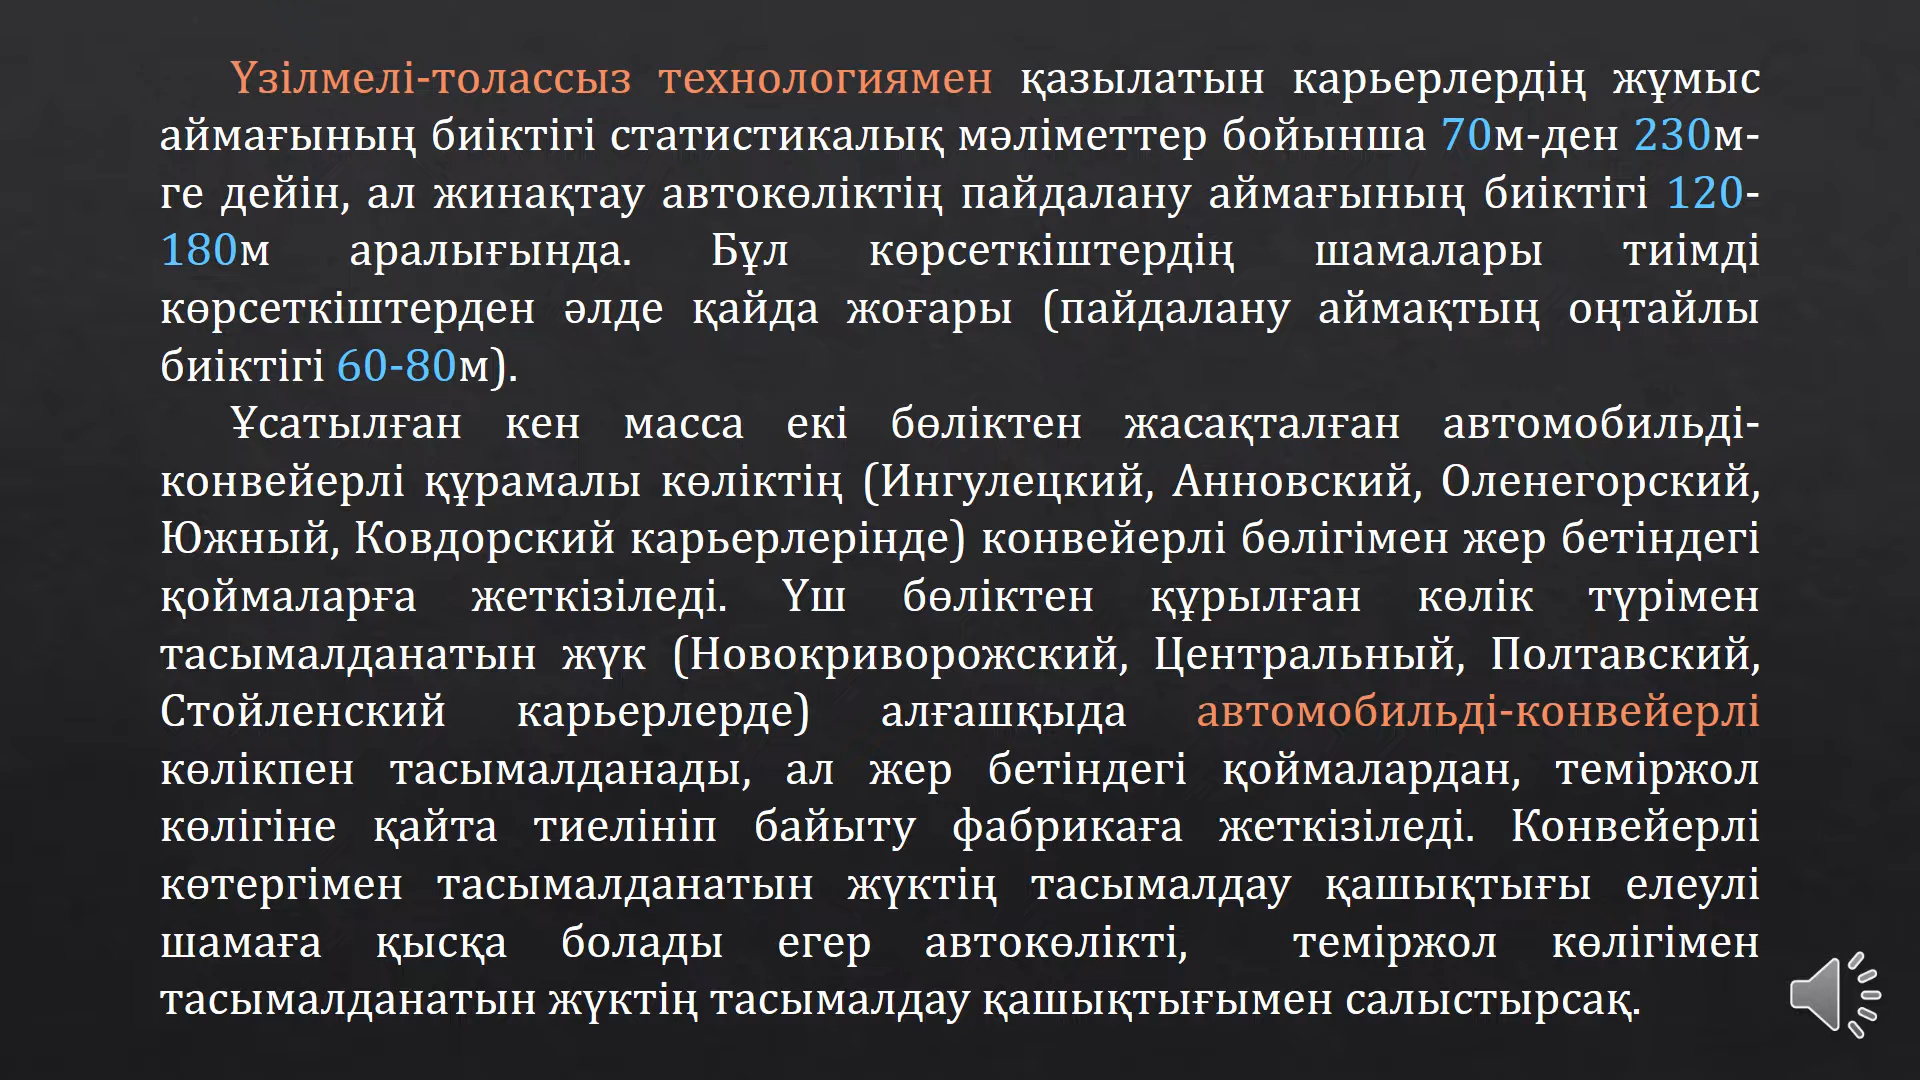 Үзілмелі-толассыз технологиямен қазылатын карьерлердің жұмыс
аймағының биіктігі статистикалық мәліметтер бойынша 70м-ден 230м-
ге дейін, ал жинақтау автокөліктің пайдалану аймағының биіктігі 120-
180м аралығында. Бұл көрсеткіштердің шамалары тиімді
көрсеткіштерден әлде қайда жоғары (пайдалану аймақтың оңтайлы
биіктігі 60-80м).
Ұсатылған кен масса екі бөліктен жасақталған автомобильді-
конвейерлі құрамалы көліктің (Ингулецкий, Анновский, Оленегорский,
Южный, Ковдорский карьерлерінде) конвейерлі бөлігімен жер бетіндегі
қоймаларға жеткізіледі. Үш бөліктен құрылған көлік түрімен
тасымалданатын жүк (Новокриворожский, Центральный, Полтавский,
Стойленский карьерлерде) алғашқыда автомобильді-конвейерлі
көлікпен тасымалданады, ал жер бетіндегі қоймалардан, теміржол
көлігіне қайта тиелініп байыту фабрикаға жеткізіледі. Конвейерлі
көтергімен тасымалданатын жүктің тасымалдау қашықтығы елеулі
шамаға қысқа болады егер автокөлікті, теміржол көлігімен
тасымалданатын жүктің тасымалдау қашықтығымен салыстырсақ.